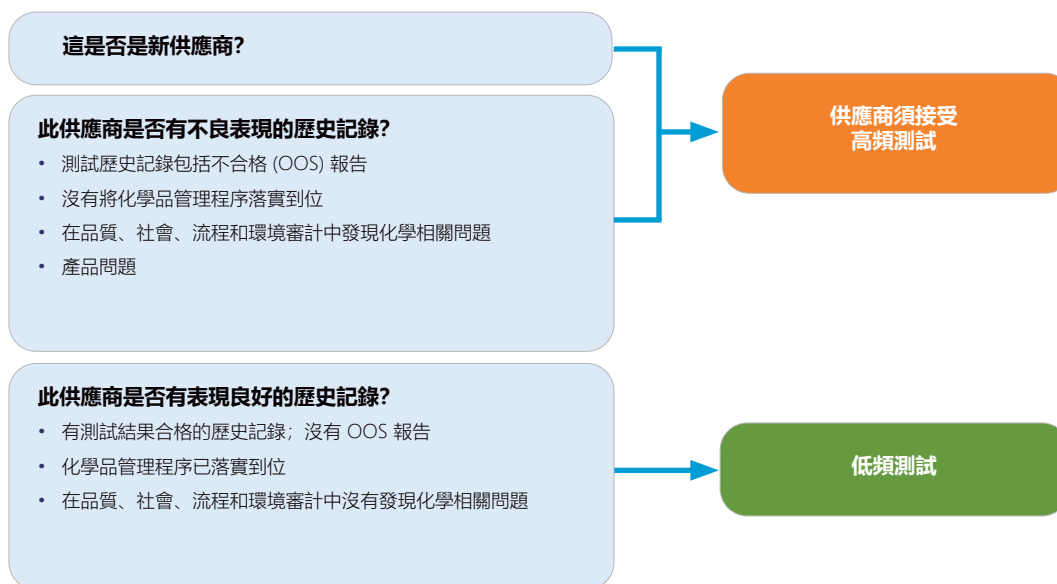 這是否是新供應商?
此供應商是否有不良表現的歷史記錄?
• 測試歷史記錄包括不合格 (OOS) 報告
• 沒有將化學品管理程序落實到位
• 在品質、社會、流程和環境審計中發現化學相關問題
• 產品問題
供應商須接受
高頻測試
此供應商是否有表現良好的歷史記錄?
• 有測試結果合格的歷史記錄; 沒有 OOS 報告
• 化學品管理程序已落實到位
• 在品質、社會、流程和環境審計中沒有發現化學相關問題
低頻測試